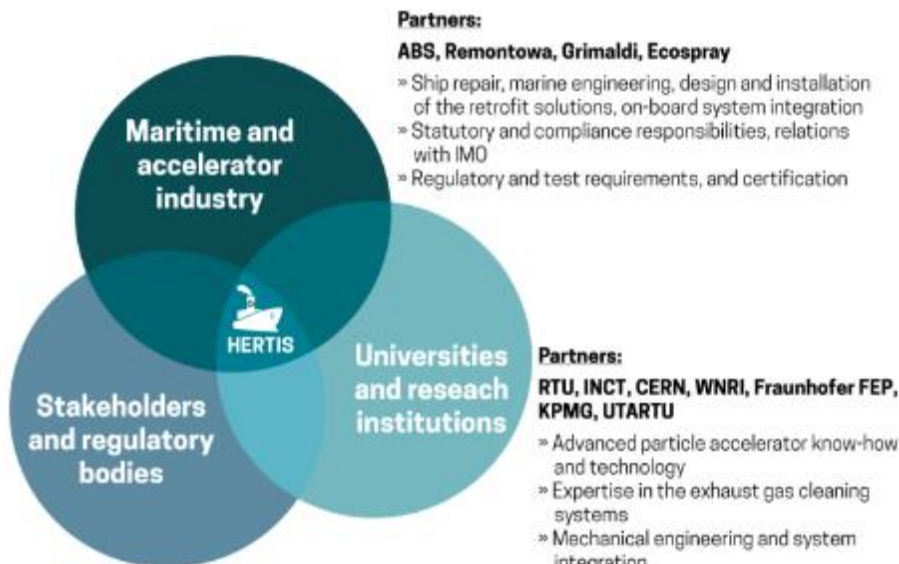 Partners:
ABS, Remontowa, Grimaldi, Ecospray
» Ship repair, marine engineering, design and installation
of the retrofit solutions, on-board system integration
» Statutory and compliance responsibilities, relations
with IMO
» Regulatory and test requirements, and certification
Maritime and
accelerator
industry
HERTIS
Universities
and reseach
institutions
Stakeholders
and regulatory
bodies
Partners:
RTU, INCT, CERN, WNRI, Fraunhofer FEP,
KPMG, UTARTU
» Advanced particle accelerator know-how
and technology
» Expertise in the exhaust gas cleaning
systems
» Mechanical engineering and system
integration